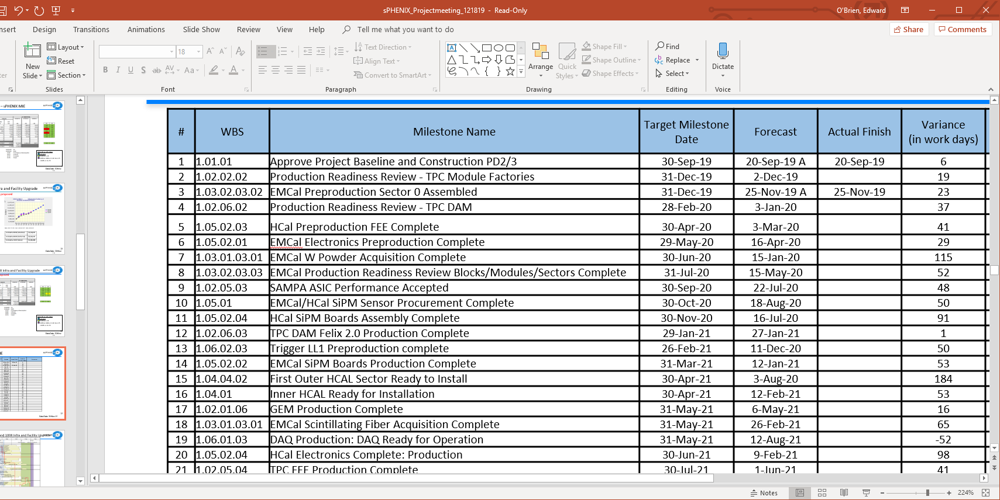 sPHENIX_Projectmeeting_121819 - Read-Only
O'Brien, Edward
nsert Design Transitions Animations Slide Show Review View Help Tell me what you want to do Share Comments
New Slide
Layout
Reset
Section
Slides
18
B I U S ab AV Aa A
Font
Text Direction
Align Text
Convert to SmartArt
Paragraph
Arrange
Quick Styles
Shape Fill
Shape Outline
Shape Effects
Drawing
Find
Replace
Select
Editing
Dictate
Voice
– sPHENIX MIE
ra and Facility Upgrade
8 Infra and Facility Upgrade
and 1008 Infra and Facility Upgrade
# WBS Milestone Name Target Milestone Date Forecast Actual Finish Variance (in work days)
1 1.01.01 Approve Project Baseline and Construction PD2/3 30-Sep-19 20-Sep-19 A 20-Sep-19 6
2 1.02.02.02 Production Readiness Review - TPC Module Factories 31-Dec-19 2-Dec-19 19
3 1.03.02.03.02 EMCal Preproduction Sector 0 Assembled 31-Dec-19 25-Nov-19 A 25-Nov-19 23
4 1.02.06.02 Production Readiness Review - TPC DAM 28-Feb-20 3-Jan-20 37
5 1.05.02.03 HCal Preproduction FEE Complete 30-Apr-20 3-Mar-20 41
6 1.05.02.01 EMCal Electronics Preproduction Complete 29-May-20 16-Apr-20 29
7 1.03.01.03.01 EMCal W Powder Acquisition Complete 30-Jun-20 15-Jan-20 115
8 1.03.02.03.03 EMCal Production Readiness Review Blocks/Modules/Sectors Complete 31-Jul-20 15-May-20 52
9 1.02.05.03 SAMPA ASIC Performance Accepted 30-Sep-20 22-Jul-20 48
10 1.05.01 EMCal/HCal SiPM Sensor Procurement Complete 30-Oct-20 18-Aug-20 50
11 1.05.02.04 HCal SiPM Boards Assembly Complete 30-Nov-20 16-Jul-20 91
12 1.02.06.03 TPC DAM Felix 2.0 Production Complete 29-Jan-21 27-Jan-21 1
13 1.06.02.03 Trigger LL1 Preproduction complete 26-Feb-21 11-Dec-20 50
14 1.05.02.02 EMCal SiPM Boards Production Complete 31-Mar-21 12-Jan-21 53
15 1.04.04.02 First Outer HCAL Sector Ready to Install 30-Apr-21 3-Aug-20 184
16 1.04.01 Inner HCAL Ready for Installation 30-Apr-21 12-Feb-21 53
17 1.02.01.06 GEM Production Complete 31-May-21 6-May-21 16
18 1.03.01.03.01 EMCal Scintillating Fiber Acquisition Complete 31-May-21 26-Feb-21 65
19 1.06.01.03 DAQ Production: DAQ Ready for Operation 31-May-21 12-Aug-21 -52
20 1.05.02.04 HCal Electronics Complete: Production 30-Jun-21 9-Feb-21 98
21 1.02.05.04 TPC FEE Production Complete 30-Jul-21 1-Jun-21 41
Notes
224%